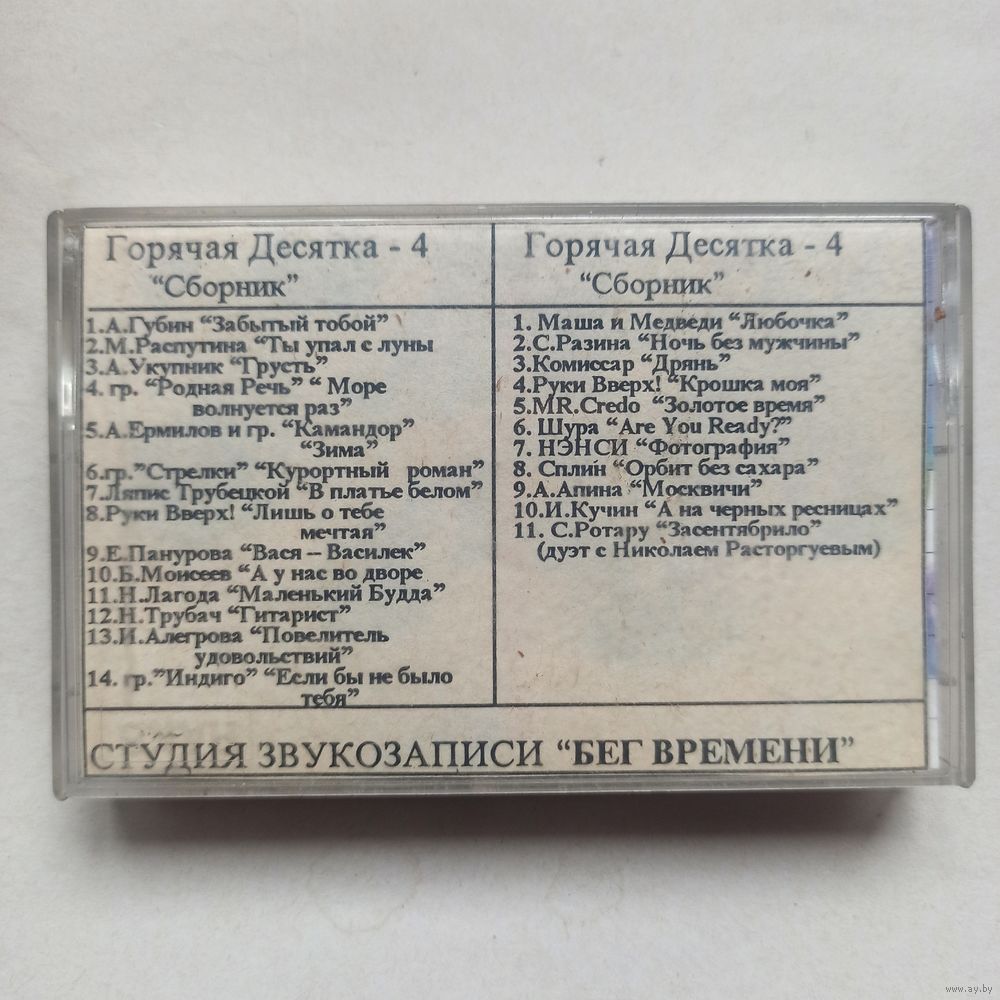 Горячая Десятка - 4
“Сборник”
1.А.Губин “Забытый тобой”
2.М.Распутина “Ты упал с луны
3.А.Укупник “Грусть”
4. гр. “Родная Речь” “ Море
волнуется раз”
5.А.Ермилов и гр. “Камандор”
“Зима”
6.гр.”Стрелки” “Курортный роман”
7.Ляпис Трубецкой “В платье белом”
8.Руки Вверх! “Лишь о тебе
мечтая”
9.Е.Панурова “Вася – Василек”
10.Б.Моисеев “А у нас во дворе
11.Н.Лагода “Маленький Будда”
12.Н.Трубач “Гитарист”
13.И.Алегрова “Повелитель
удовольствий”
14. гр.”Индиго” “Если бы не было
тебя”
Горячая Десятка - 4
“Сборник”
1. Маша и Медведи “Любочка”
2.С.Разина “Ночь без мужчины”
3.Комиссар “Дрянь”
4.Руки Вверх! “Крошка моя”
5.MR.Credo “Золотое время”
6. Шура “Are You Ready?”
7. НЭНСИ “Фотография”
8. Сплин “Орбит без сахара”
9.А.Апина “Москвичи”
10.И.Кучин “А на черных ресницах”
11. С.Ротару “Засентябрило”
(дуэт с Николаем Расторгуевым)
СТУДИЯ ЗВУКОЗАПИСИ “БЕГ ВРЕМЕНИ”
www.ay.by